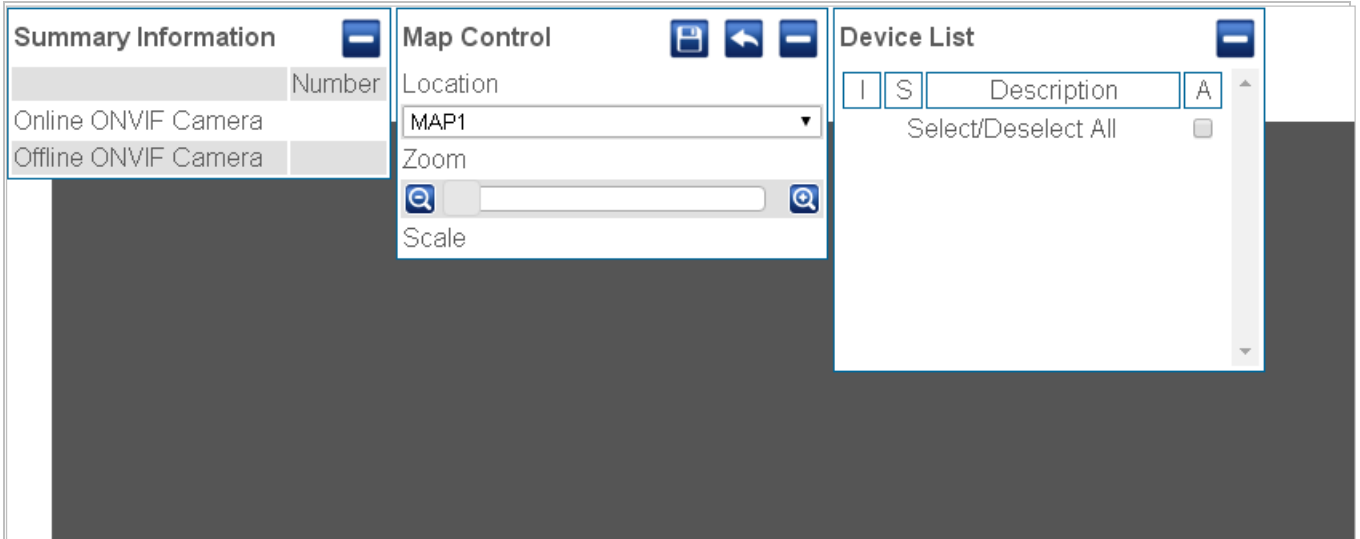 Summary Information
Number
Online ONVIF Camera
Offline ONVIF Camera
Map Control
Location
MAP1
Zoom
Scale
Device List
I S Description A
Select/Deselect All